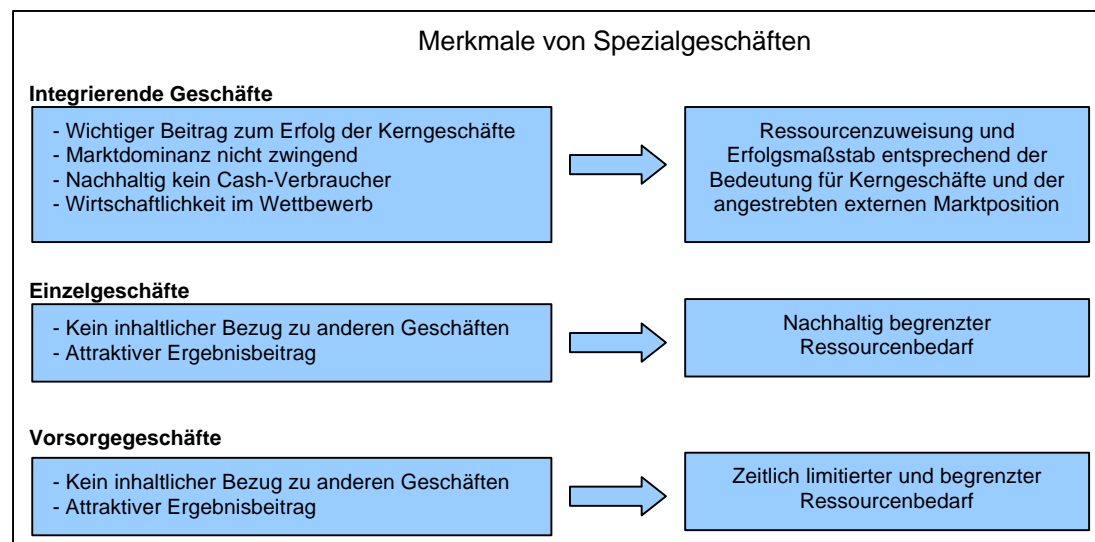 Merkmale von Spezialgeschäften
Integrierende Geschäfte
- Wichtiger Beitrag zum Erfolg der Kerngeschäfte
- Marktdominanz nicht zwingend
- Nachhaltig kein Cash-Verbraucher
- Wirtschaftlichkeit im Wettbewerb
Ressourcenzuweisung und
Erfolgsmaßstab entsprechend der
Bedeutung für Kerngeschäfte und der
angestrebten externen Marktposition
Einzelgeschäfte
- Kein inhaltlicher Bezug zu anderen Geschäften
- Attraktiver Ergebnisbeitrag
Nachhaltig begrenzter
Ressourcenbedarf
Vorsorgegeschäfte
- Kein inhaltlicher Bezug zu anderen Geschäften
- Attraktiver Ergebnisbeitrag
Zeitlich limitierter und begrenzter
Ressourcenbedarf